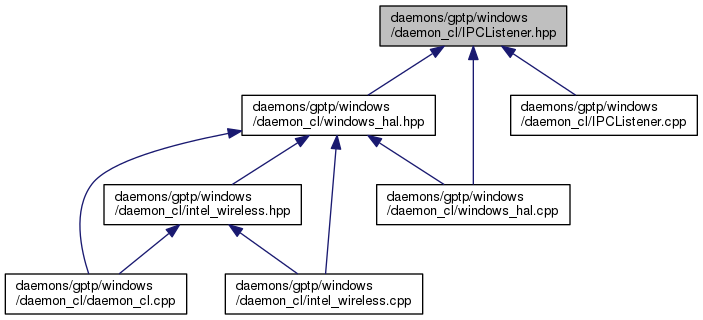 daemons/gptp/windows
/daemon_cl/IPCListener.hpp
daemons/gptp/windows
/daemon_cl/windows_hal.hpp
daemons/gptp/windows
/daemon_cl/IPCListener.cpp
daemons/gptp/windows
/daemon_cl/intel_wireless.hpp
daemons/gptp/windows
/daemon_cl/windows_hal.cpp
daemons/gptp/windows
/daemon_cl/daemon_cl.cpp
daemons/gptp/windows
/daemon_cl/intel_wireless.cpp